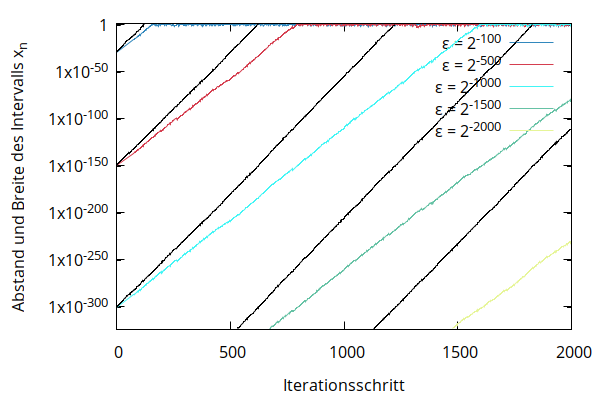 1
1x10^-50
1x10^-100
1x10^-150
1x10^-200
1x10^-250
1x10^-300
Abstand und Breite des Intervalls x_n
ε = 2^-100
ε = 2^-500
ε = 2^-1000
ε = 2^-1500
ε = 2^-2000
0 500 1000 1500 2000
Iterationsschritt